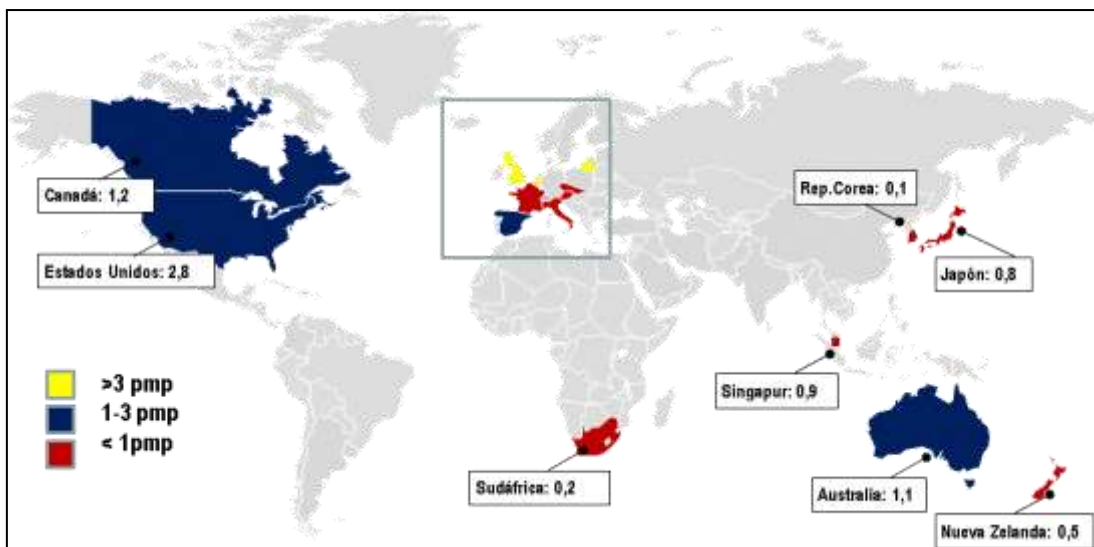 Canadá: 1,2
Estados Unidos: 2,8
Rep.Corea: 0,1
Japón: 0,8
Singapur: 0,9
Sudáfrica: 0,2
Australia: 1,1
Nueva Zelanda: 0,5
>3 pmp
1-3 pmp
< 1pmp